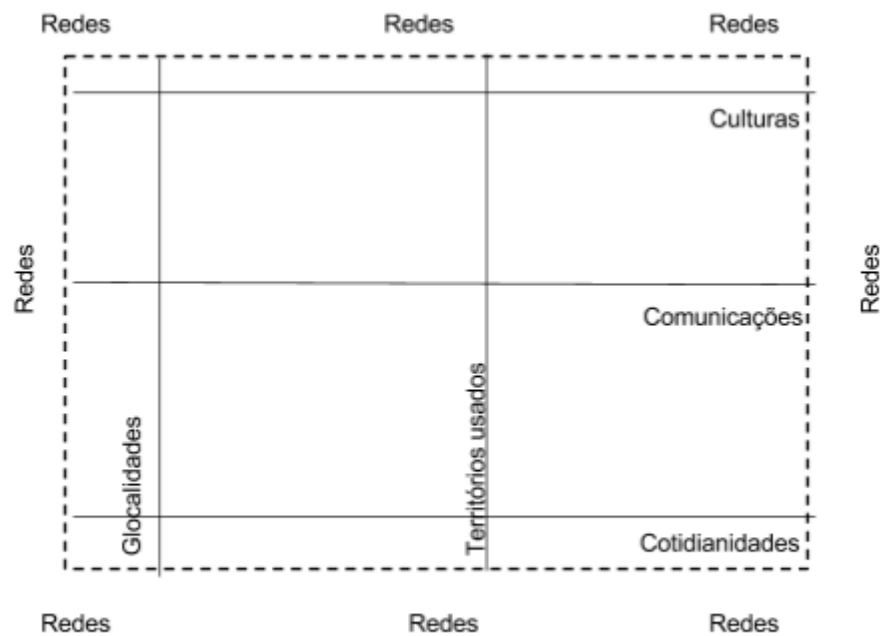 Redes
Redes
Redes
Culturas
Redes
Redes
Comunicações
Glocalidades
Territórios usados
Cotidianidades
Redes
Redes
Redes